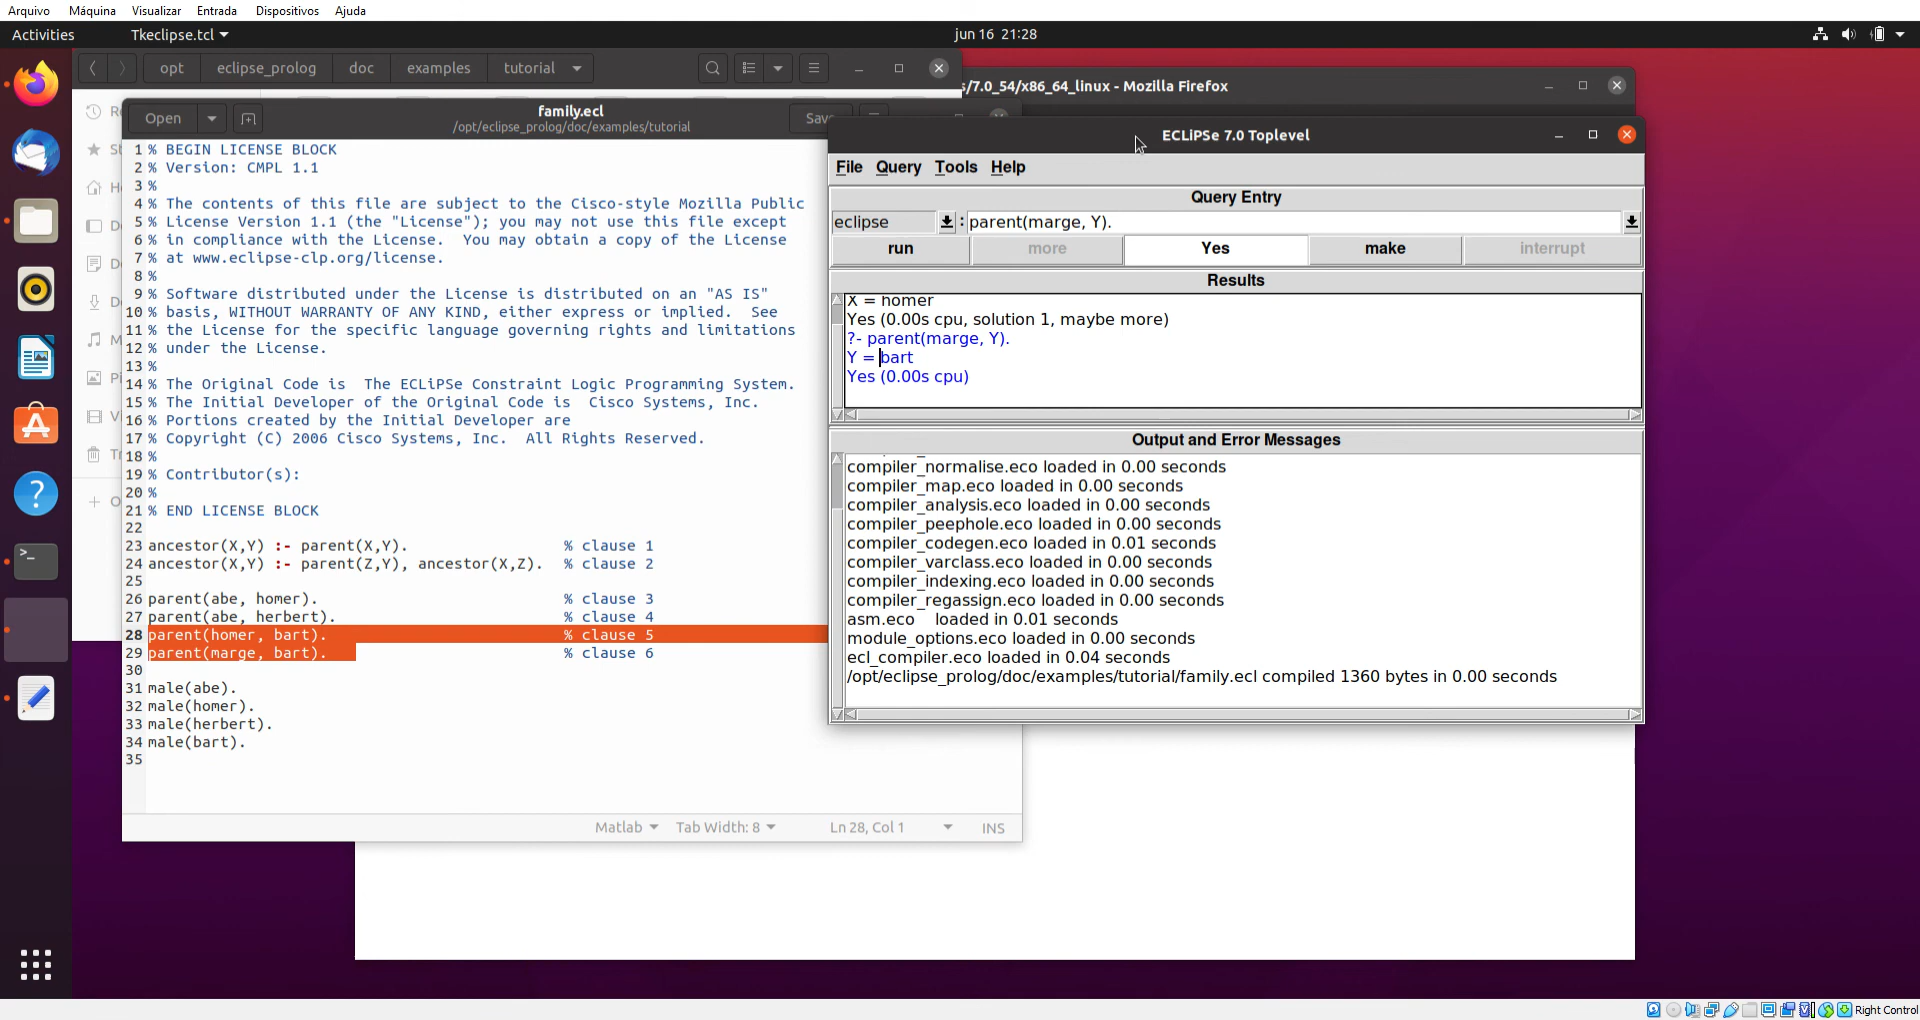 Arquivo Máquina Visualizar Entrada Dispositivos Ajuda
Activities Tkeclipse.tcl jun 16 21:28
opt eclipse_prolog doc examples tutorial
s/7.0_54/x86_64_linux - Mozilla Firefox
Open family.ecl
/opt/eclipse_prolog/doc/examples/tutorial
1 % BEGIN LICENSE BLOCK
2 % Version: CMPL 1.1
3 %
4 % The contents of this file are subject to the Cisco-style Mozilla Public
5 % License Version 1.1 (the "License"); you may not use this file except
6 % in compliance with the License.  You may obtain a copy of the License
7 % at www.eclipse-clp.org/license.
8 %
9 % Software distributed under the License is distributed on an "AS IS"
10 % basis, WITHOUT WARRANTY OF ANY KIND, either express or implied.  See
11 % the License for the specific language governing rights and limitations
12 % under the License.
13 %
14 % The Original Code is  The ECLiPSe Constraint Logic Programming System.
15 % The Initial Developer of the Original Code is  Cisco Systems, Inc.
16 % Portions created by the Initial Developer are
17 % Copyright (C) 2006 Cisco Systems, Inc.  All Rights Reserved.
18 %
19 % Contributor(s):
20 %
21 % END LICENSE BLOCK
22
23 ancestor(X,Y) :- parent(X,Y). % clause 1
24 ancestor(X,Y) :- parent(Z,Y), ancestor(X,Z). % clause 2
25
26 parent(abe, homer). % clause 3
27 parent(abe, herbert). % clause 4
28 parent(homer, bart). % clause 5
29 parent(marge, bart). % clause 6
30
31 male(abe).
32 male(homer).
33 male(herbert).
34 male(bart).
35
Matlab Tab Width: 8 Ln 28, Col 1 INS
ECLiPSe 7.0 Toplevel
File Query Tools Help
Query Entry
eclipse : parent(marge, Y).
run more Yes make interrupt
Results
X = homer
Yes (0.00s cpu, solution 1, maybe more)
?- parent(marge, Y).
Y = bart
Yes (0.00s cpu)
Output and Error Messages
compiler_normalise.eco loaded in 0.00 seconds
compiler_map.eco loaded in 0.00 seconds
compiler_analysis.eco loaded in 0.00 seconds
compiler_peephole.eco loaded in 0.00 seconds
compiler_codegen.eco loaded in 0.01 seconds
compiler_varclass.eco loaded in 0.00 seconds
compiler_indexing.eco loaded in 0.00 seconds
compiler_regassign.eco loaded in 0.00 seconds
asm.eco    loaded in 0.01 seconds
module_options.eco loaded in 0.00 seconds
ecl_compiler.eco loaded in 0.04 seconds
/opt/eclipse_prolog/doc/examples/tutorial/family.ecl compiled 1360 bytes in 0.00 seconds
Right Control